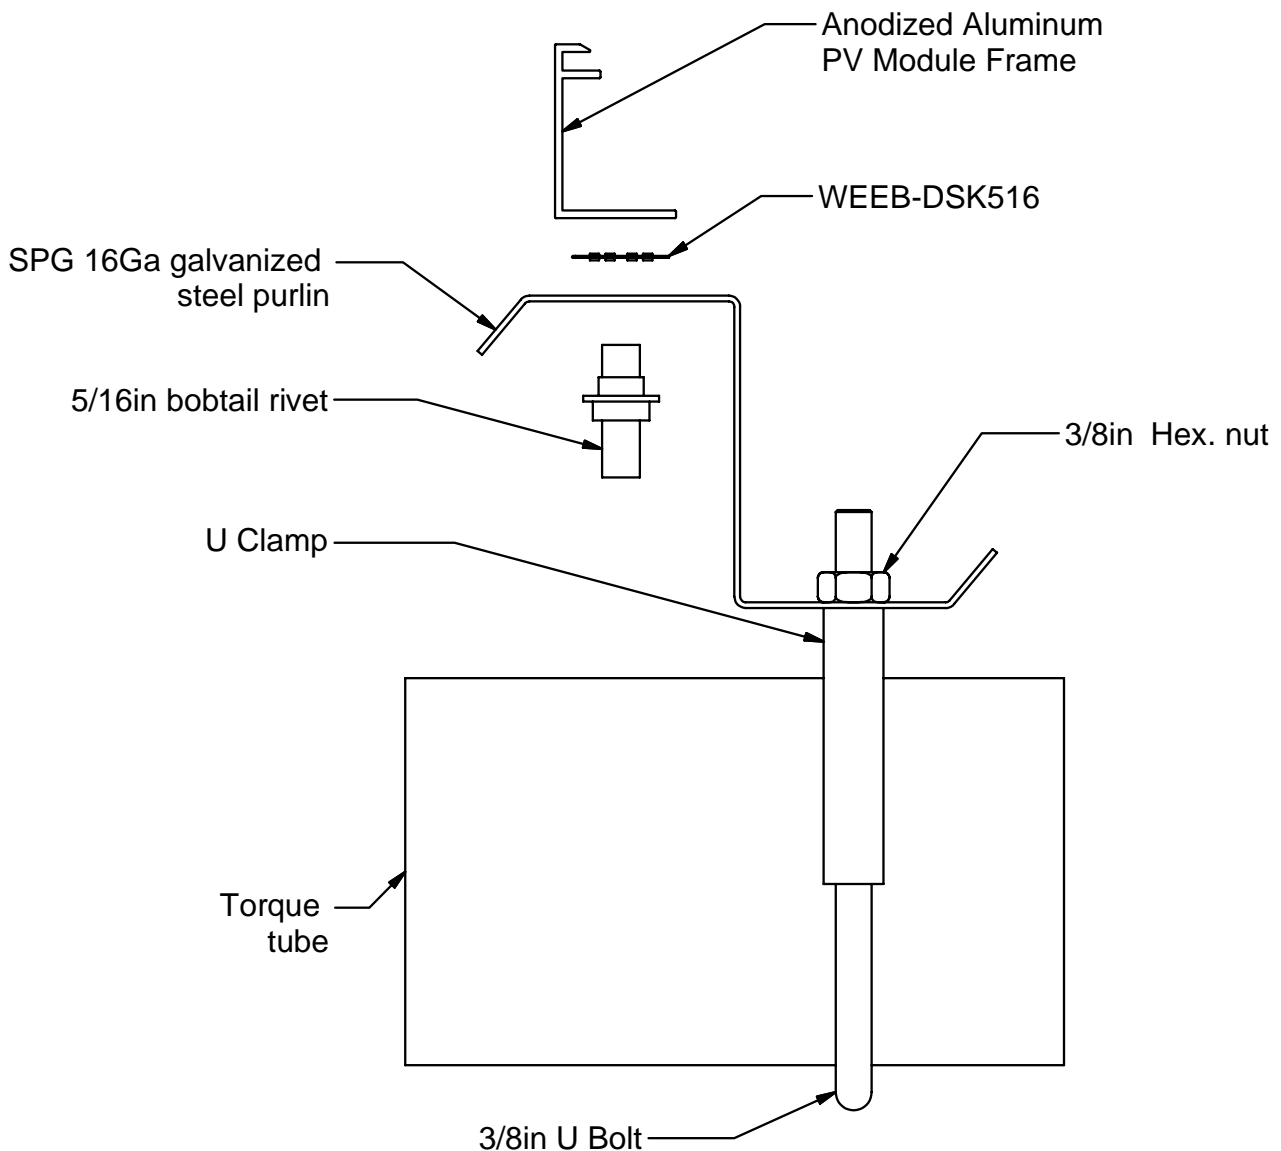 Anodized Aluminum
PV Module Frame
WEEB-DSK516
SPG 16Ga galvanized
steel purlin
5/16in bobtail rivet
3/8in Hex. nut
U Clamp
Torque
tube
3/8in U Bolt